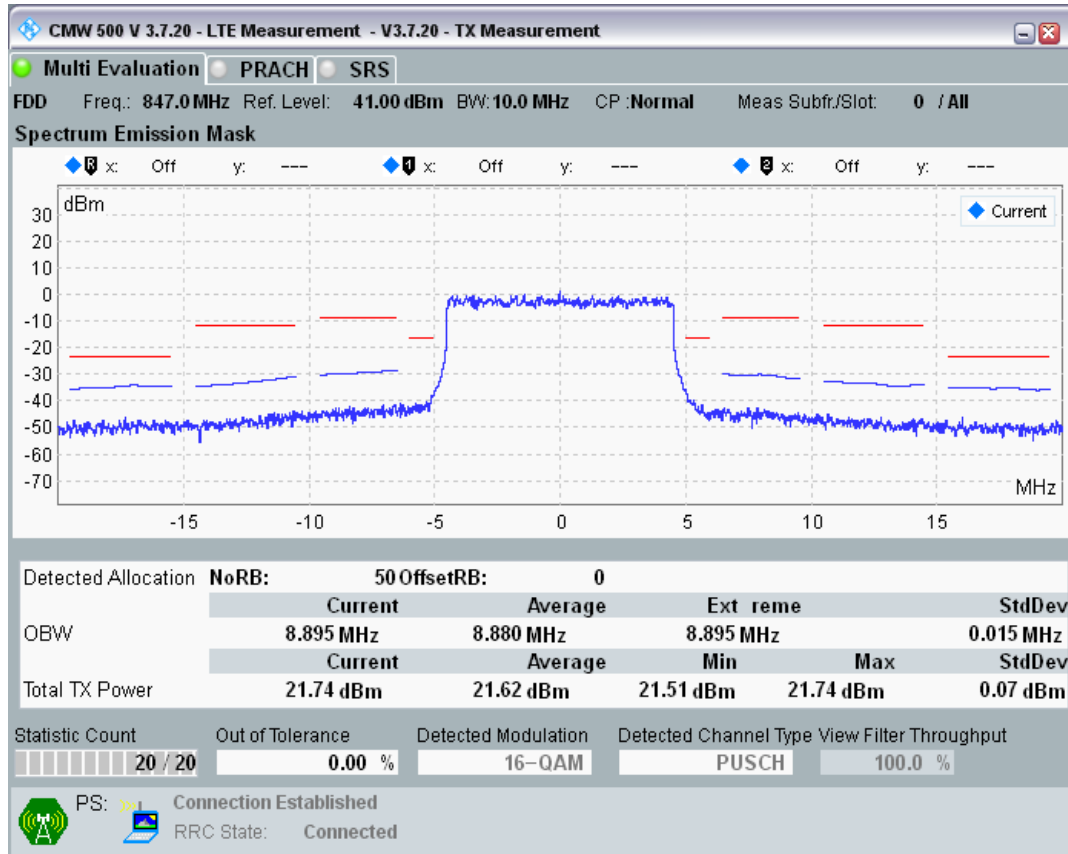 CMW 500 V 3.7.20 - LTE Measurement - V3.7.20 - TX Measurement
Multi Evaluation PRACH SRS
FDD Freq.: 847.0 MHz Ref. Level: 41.00 dBm BW: 10.0 MHz CP :Normal Meas Subfr./Slot: 0 / All
Spectrum Emission Mask
R x: Off y: --- 1 x: Off y: --- 2 x: Off y: ---
dBm
Current
30
20
10
0
-10
-20
-30
-40
-50
-60
-70
MHz
-15 -10 -5 0 5 10 15
Detected Allocation NoRB: 50 OffsetRB: 0
Current Average Ext reme StdDev
OBW 8.895 MHz 8.880 MHz 8.895 MHz 0.015 MHz
Current Average Min Max StdDev
Total TX Power 21.74 dBm 21.62 dBm 21.51 dBm 21.74 dBm 0.07 dBm
Statistic Count Out of Tolerance Detected Modulation Detected Channel Type View Filter Throughput
20 / 20 0.00 % 16-QAM PUSCH 100.0 %
PS: Connection Established
RRC State: Connected